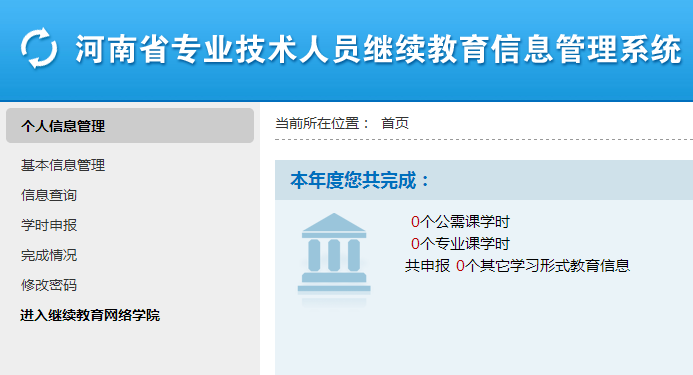 河南省专业技术人员继续教育信息管理系统
个人信息管理
基本信息管理
信息查询
学时申报
完成情况
修改密码
进入继续教育网络学院
当前所在位置： 首页
本年度您共完成：
0个公需课学时
0个专业课学时
共申报 0个其它学习形式教育信息